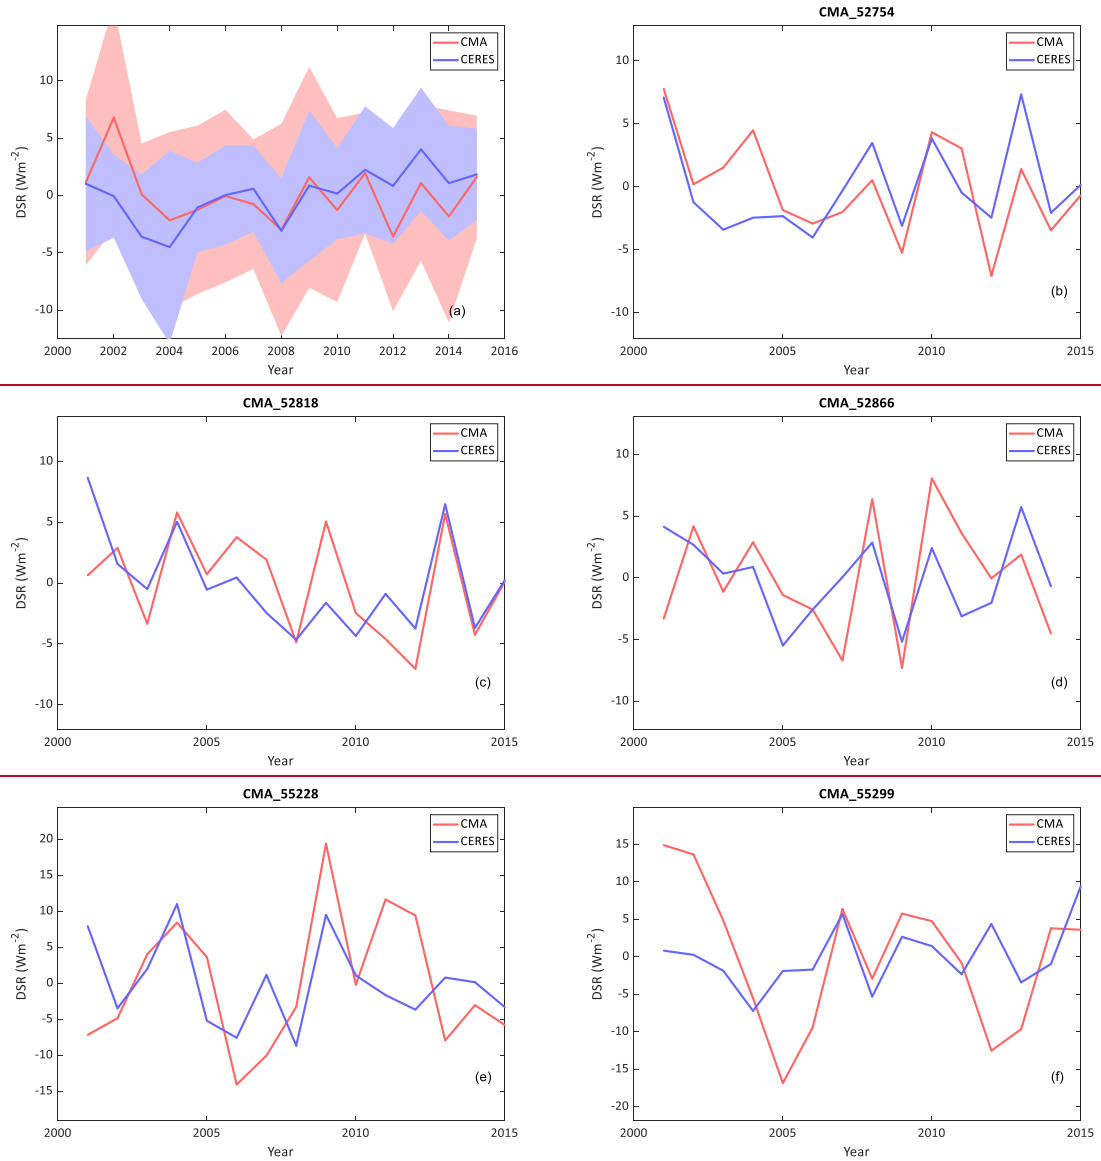 CMA
CERES
10
5
0
-5
-10
DSR (Wm-2)
(a)
2000 2002 2004 2006 2008 2010 2012 2014 2016
Year
CMA_52754
CMA
CERES
10
5
0
-5
-10
DSR (Wm-2)
(b)
2000 2005 2010 2015
Year
CMA_52818
CMA
CERES
10
5
0
-5
-10
DSR (Wm-2)
(c)
2000 2005 2010 2015
Year
CMA_52866
CMA
CERES
10
5
0
-5
-10
DSR (Wm-2)
(d)
2000 2005 2010 2015
Year
CMA_55228
CMA
CERES
20
15
10
5
0
-5
-10
-15
DSR (Wm-2)
(e)
2000 2005 2010 2015
Year
CMA_55299
CMA
CERES
15
10
5
0
-5
-10
-15
-20
DSR (Wm-2)
(f)
2000 2005 2010 2015
Year